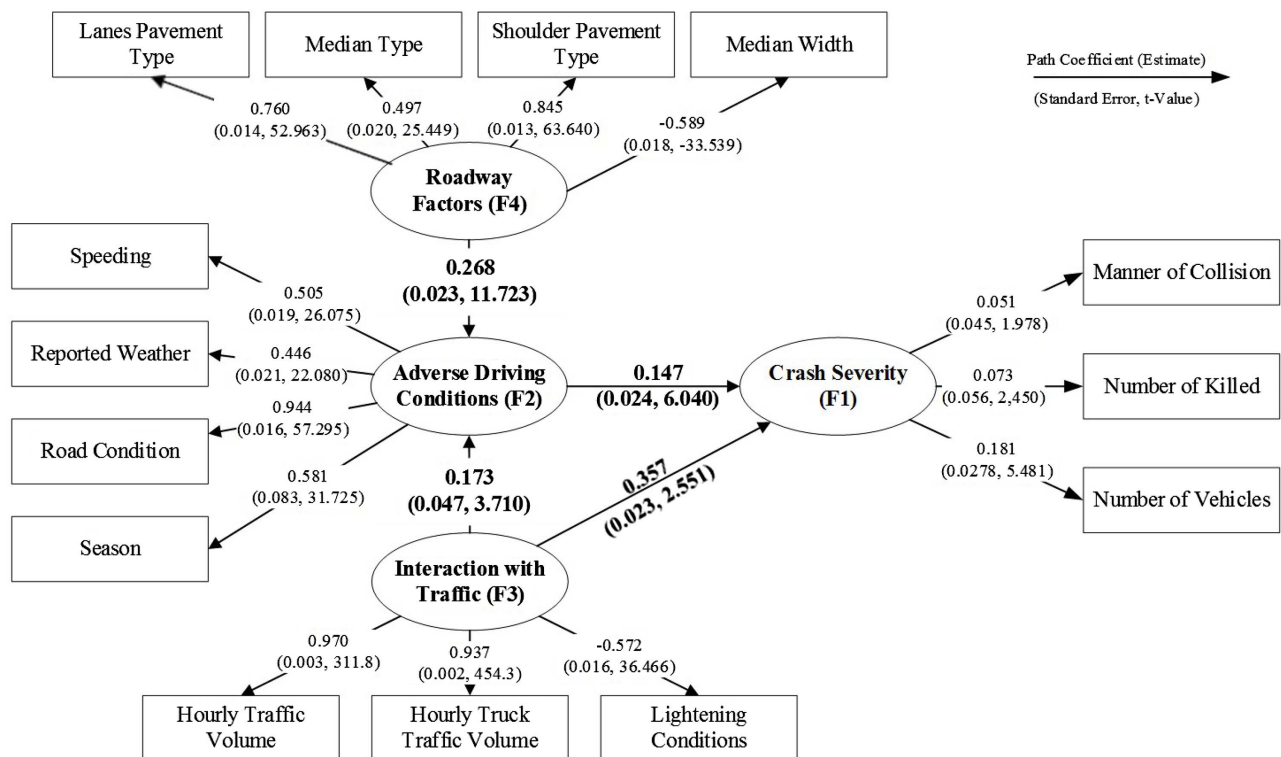 Lanes Pavement
Type
Median Type
Shoulder Pavement
Type
Median Width
Path Coefficient (Estimate)
(Standard Error, t-Value)
0.760
(0.014, 52.963)
0.497
(0.020, 25.449)
0.845
(0.013, 63.640)
-0.589
(0.018, -33.539)
Roadway
Factors (F4)
0.268
(0.023, 11.723)
Speeding
Reported Weather
Road Condition
Season
0.505
(0.019, 26.075)
0.446
(0.021, 22.080)
0.944
(0.016, 57.295)
0.581
(0.083, 31.725)
Adverse Driving
Conditions (F2)
0.147
(0.024, 6.040)
Crash Severity
(F1)
0.051
(0.045, 1.978)
0.073
(0.056, 2,450)
0.181
(0.0278, 5.481)
Manner of Collision
Number of Killed
Number of Vehicles
0.173
(0.047, 3.710)
0.357
(0.023, 2.551)
Interaction with
Traffic (F3)
0.970
(0.003, 311.8)
0.937
(0.002, 454.3)
-0.572
(0.016, 36.466)
Hourly Traffic
Volume
Hourly Truck
Traffic Volume
Lightening
Conditions